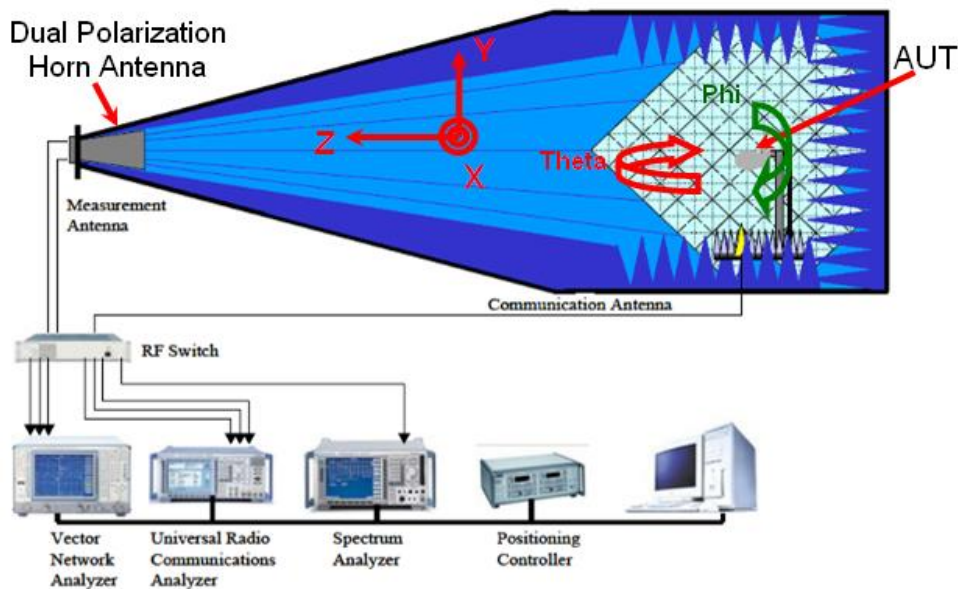 Dual Polarization
Horn Antenna
Y
AUT
Phi
Z
X
Theta
Measurement
Antenna
Communication Antenna
RF Switch
Vector
Network
Analyzer
Universal Radio
Communications
Analyzer
Spectrum
Analyzer
Positioning
Controller